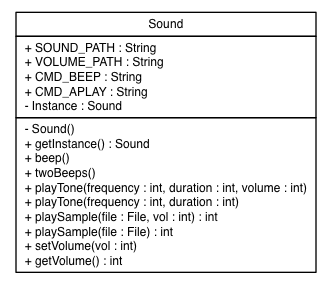 Sound
+ SOUND_PATH : String
+ VOLUME_PATH : String
+ CMD_BEEP : String
+ CMD_APLAY : String
- Instance : Sound
- Sound()
+ getInstance() : Sound
+ beep()
+ twoBeeps()
+ playTone(frequency : int, duration : int, volume : int)
+ playTone(frequency : int, duration : int)
+ playSample(file : File, vol : int) : int
+ playSample(file : File) : int
+ setVolume(vol : int)
+ getVolume() : int